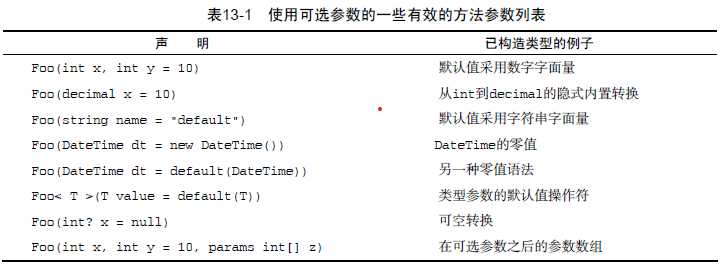 表13-1 使用可选参数的一些有效的方法参数列表
声 明 已构造类型的例子
Foo(int x, int y = 10) 默认值采用数字字面量
Foo(decimal x = 10) 从int到decimal的隐式内置转换
Foo(string name = "default") 默认值采用字符串字面量
Foo(DateTime dt = new DateTime()) DateTime的零值
Foo(DateTime dt = default(DateTime)) 另一种零值语法
Foo< T >(T value = default(T)) 类型参数的默认值操作符
Foo(int? x = null) 可空转换
Foo(int x, int y = 10, params int[] z) 在可选参数之后的参数数组